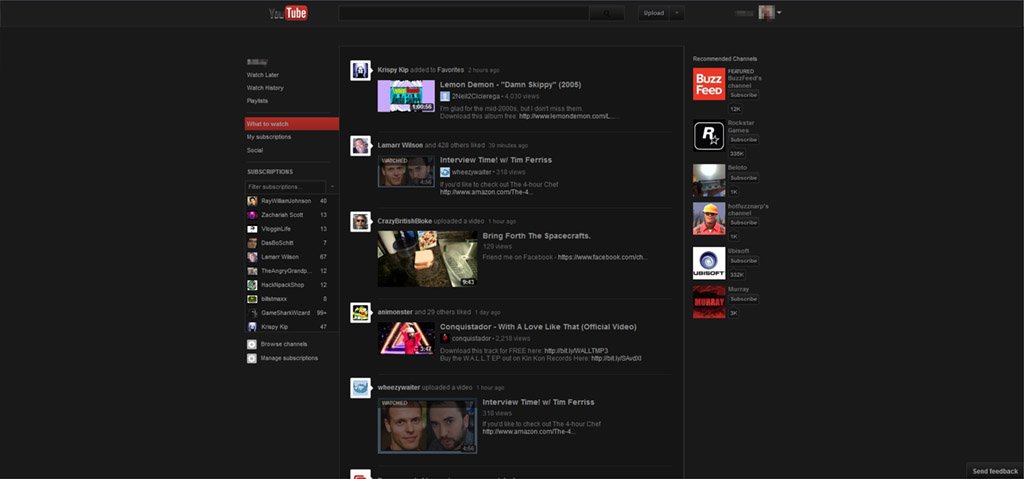 YouTube
Upload
Watch Later
Watch History
Playlists
What to watch
My subscriptions
Social
SUBSCRIPTIONS
Filter subscriptions...
RayWilliamJohnson 40
Zachariah Scott 13
VlogginLife 13
DasBoSchitt 7
Lamarr Wilson 67
TheAngryGrandp... 12
HackNpackShop 12
billstmaxx 8
GameSharkWizard 99+
Krispy Kip 47
Browse channels
Manage subscriptions
Krispy Kip added to Favorites 2 hours ago
Lemon Demon - "Damn Skippy" (2005)
2Neil2Cicierega • 4,030 views
I'm glad for the mid-2000s, but I don't miss them.
Download this album free: http://www.lemondemon.com/L...
1:00:56
Lamarr Wilson and 428 others liked 39 minutes ago
WATCHED
Interview Time! w/ Tim Ferriss
wheezywaiter • 318 views
If you'd like to check out The 4-hour Chef
http://www.amazon.com/The-4...
4:56
CrazyBritishBloke uploaded a video 1 hour ago
Bring Forth The Spacecrafts.
129 views
Friend me on Facebook - https://www.facebook.com/ch...
9:43
animonster and 29 others liked 1 day ago
Conquistador - With A Love Like That (Official Video)
conquistador • 2,218 views
Download this track for FREE here: http://bit.ly/WALLTMP3
Buy the W.A.L.L.T EP out on Kin Kon Records Here: http://bit.ly/SAvdXI
3:42
wheezywaiter uploaded a video 1 hour ago
WATCHED
Interview Time! w/ Tim Ferriss
318 views
If you'd like to check out The 4-hour Chef
http://www.amazon.com/The-4...
4:56
Recommended Channels
BuzzFeed
FEATURED
BuzzFeed's
channel
Subscribe
12K
R
Rockstar
Games
Subscribe
335K
Beloto
Subscribe
1K
hotfuzznarp's
channel
Subscribe
1K
UBISOFT
Ubisoft
Subscribe
332K
MURRAY
Murray
Subscribe
3K
Send feedback